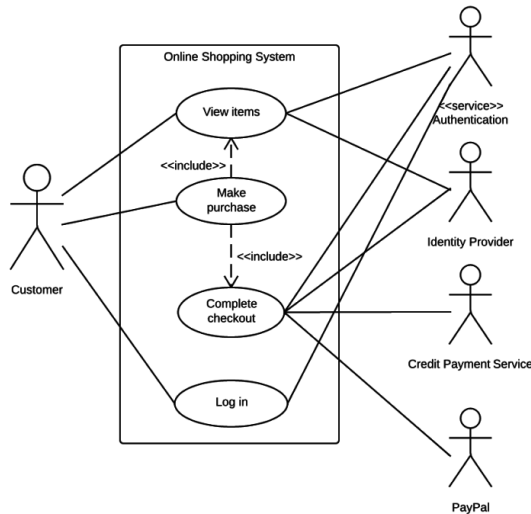 Online Shopping System
View items
<<include>>
Make
purchase
<<include>>
Complete
checkout
Log in
Customer
<<service>>
Authentication
Identity Provider
Credit Payment Service
PayPal